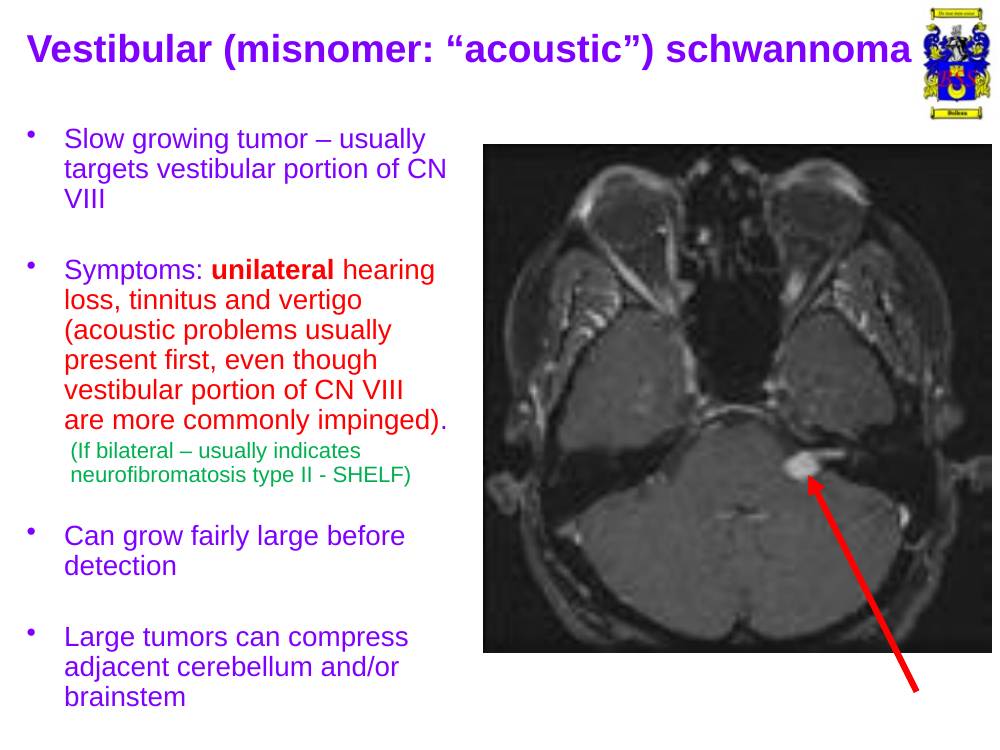 Vestibular (misnomer: “acoustic”) schwannoma
• Slow growing tumor – usually
targets vestibular portion of CN
VIII
• Symptoms: unilateral hearing
loss, tinnitus and vertigo
(acoustic problems usually
present first, even though
vestibular portion of CN VIII
are more commonly impinged).
(If bilateral – usually indicates
neurofibromatosis type II - SHELF)
• Can grow fairly large before
detection
• Large tumors can compress
adjacent cerebellum and/or
brainstem